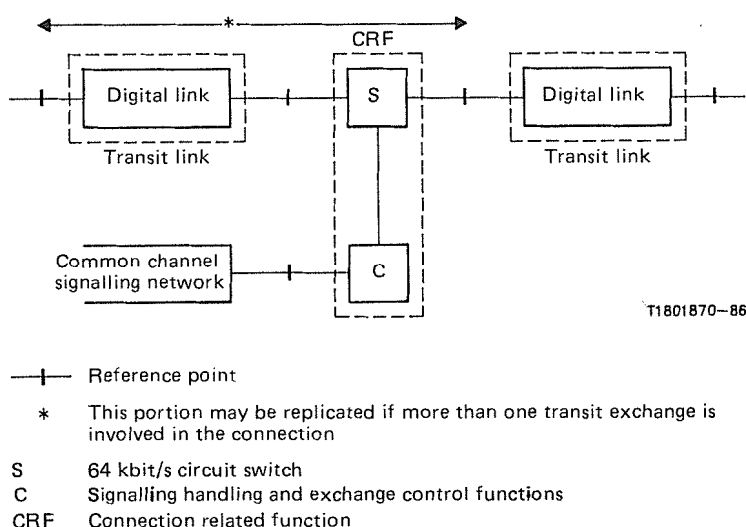 *
CRF
Digital link
S
Digital link
Transit link
Transit link
Common channel
signalling network
C
T1801870-86
Reference point
* This portion may be replicated if more than one transit exchange is
involved in the connection
S 64 kbit/s circuit switch
C Signalling handling and exchange control functions
CRF Connection related function